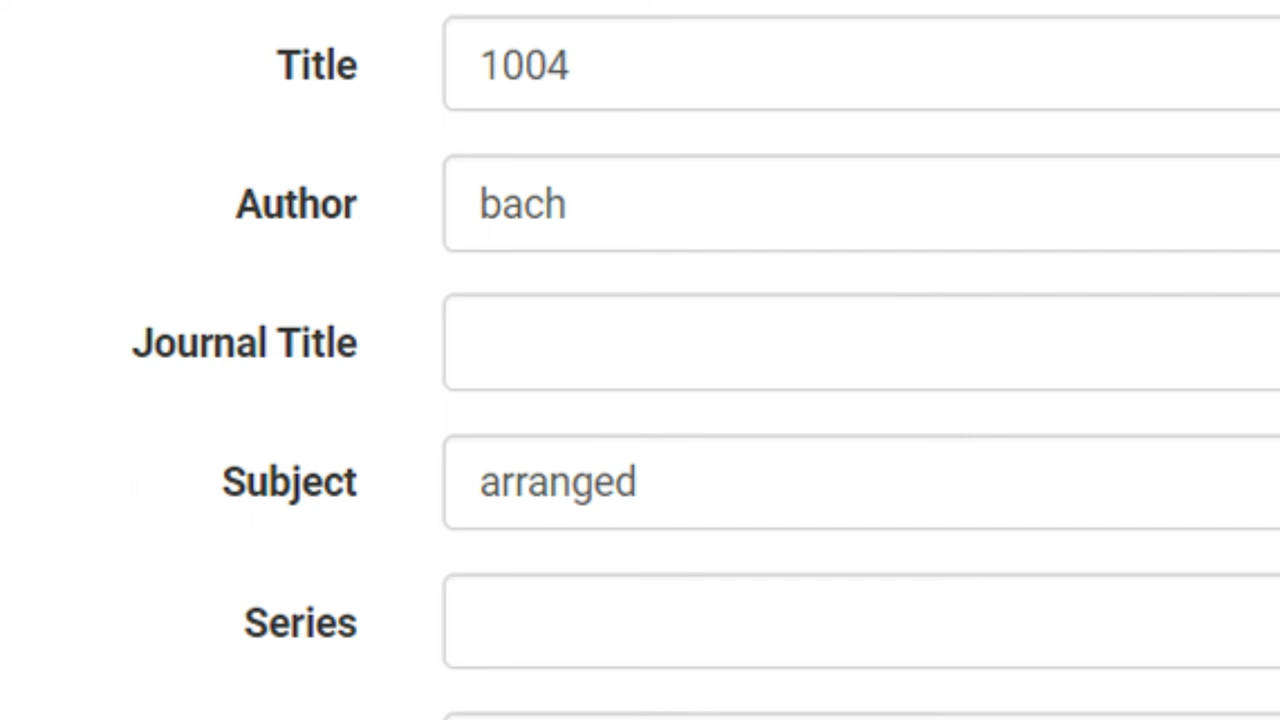 Title 1004
Author bach
Journal Title
Subject arranged
Series